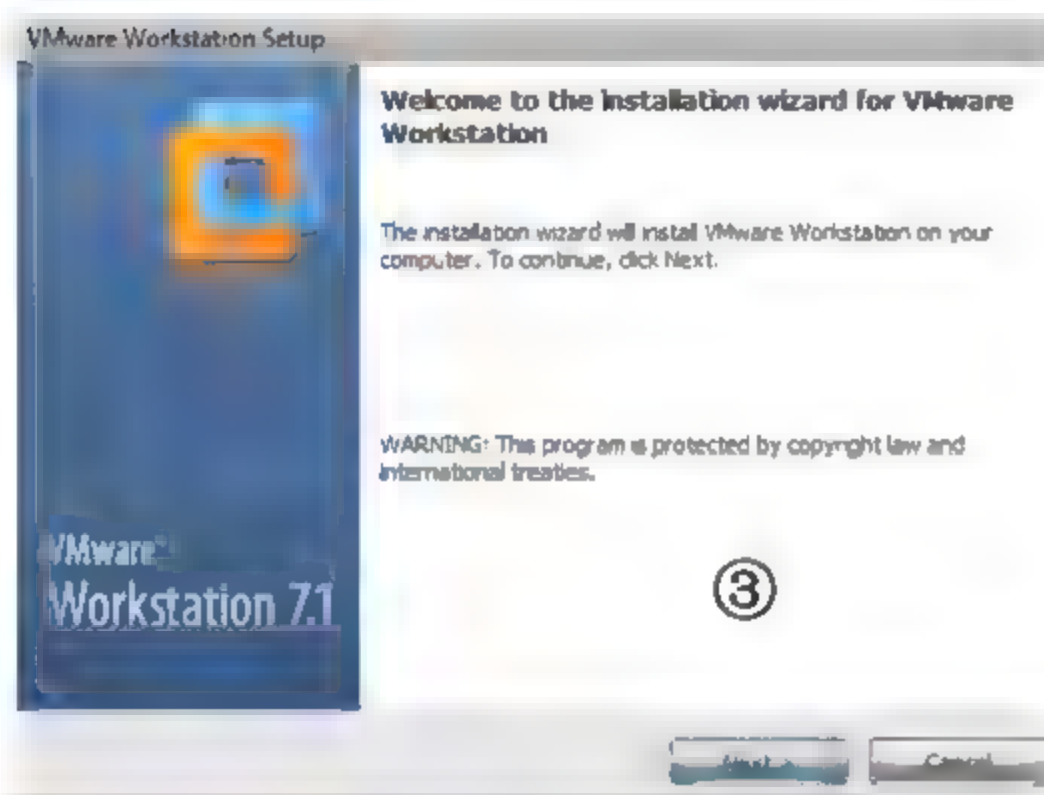 VMware Workstation Setup
Welcome to the installation wizard for VMware
Workstation
The installation wizard will install VMware Workstation on your
computer. To continue, click Next.
WARNING: This program is protected by copyright law and
international treaties.
③
VMware
Workstation 7.1
Next >
Cancel